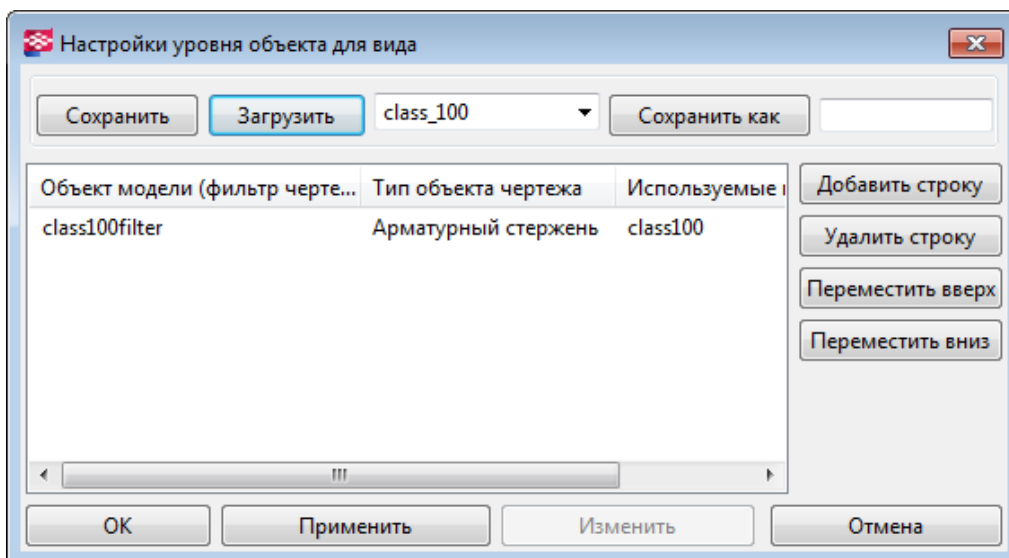 Настройки уровня объекта для вида
Сохранить Загрузить class_100 Сохранить как
Объект модели (фильтр черте... Тип объекта чертежа Используемые Добавить строку
class100filter Арматурный стержень class100 Удалить строку
Переместить вверх
Переместить вниз
OK Применить Изменить Отмена